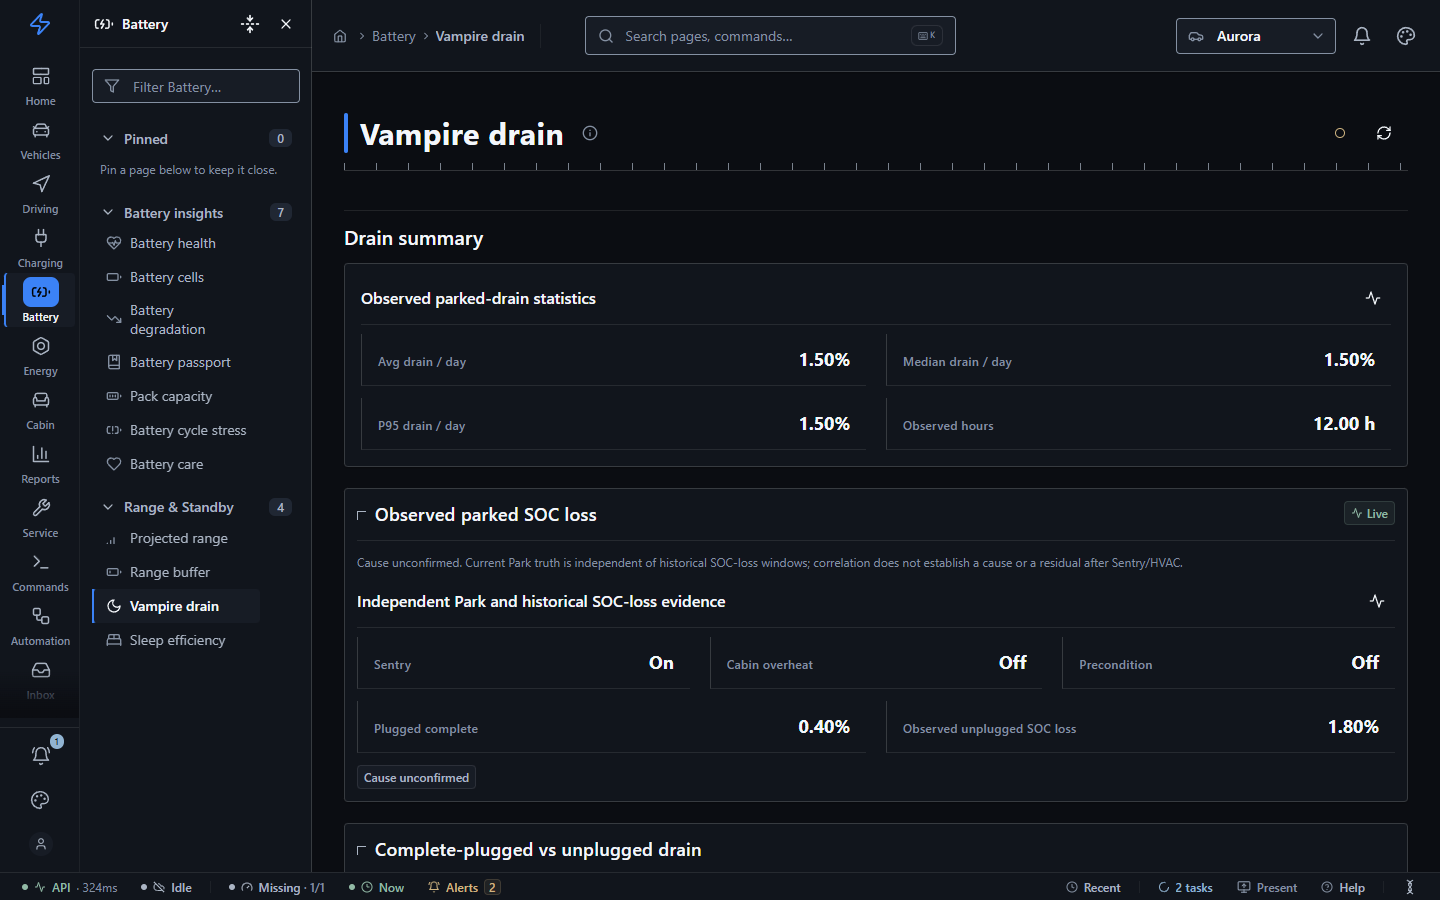 Battery
Home
Vehicles
Driving
Charging
Battery
Energy
Cabin
Reports
Service
Commands
Automation
Inbox
1
Filter Battery...
Pinned
0
Pin a page below to keep it close.
Battery insights
7
Battery health
Battery cells
Battery
degradation
Battery passport
Pack capacity
Battery cycle stress
Battery care
Range & Standby
4
Projected range
Range buffer
Vampire drain
Sleep efficiency
Battery
Vampire drain
Search pages, commands...
K
Aurora
Vampire drain
Drain summary
Observed parked-drain statistics
Avg drain / day 1.50%
Median drain / day 1.50%
P95 drain / day 1.50%
Observed hours 12.00 h
Observed parked SOC loss
Live
Cause unconfirmed. Current Park truth is independent of historical SOC-loss windows; correlation does not establish a cause or a residual after Sentry/HVAC.
Independent Park and historical SOC-loss evidence
Sentry On
Cabin overheat Off
Precondition Off
Plugged complete 0.40%
Observed unplugged SOC loss 1.80%
Cause unconfirmed
Complete-plugged vs unplugged drain
API · 324ms
Idle
Missing · 1/1
Now
Alerts 2
Recent
2 tasks
Present
Help